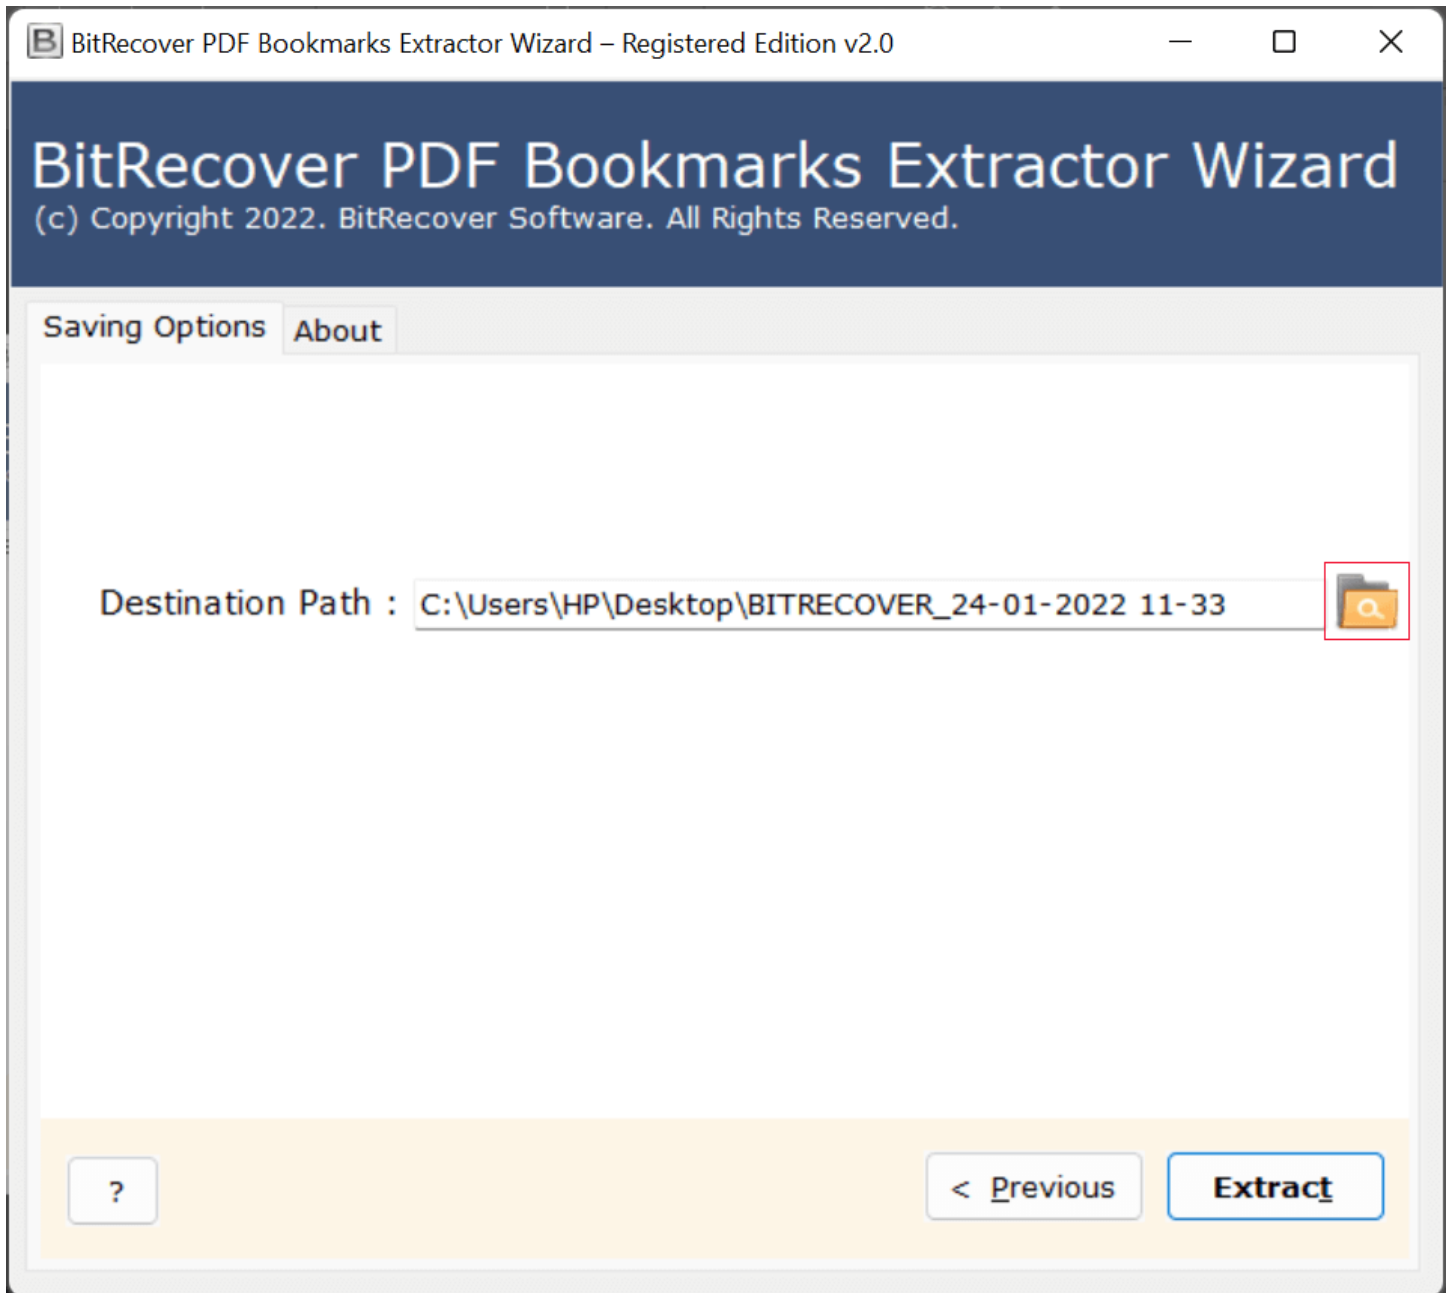 B BitRecover PDF Bookmarks Extractor Wizard – Registered Edition v2.0
BitRecover PDF Bookmarks Extractor Wizard
(c) Copyright 2022. BitRecover Software. All Rights Reserved.
Saving Options About
Destination Path : C:\Users\HP\Desktop\BITRECOVER_24-01-2022 11-33
? < Previous Extract